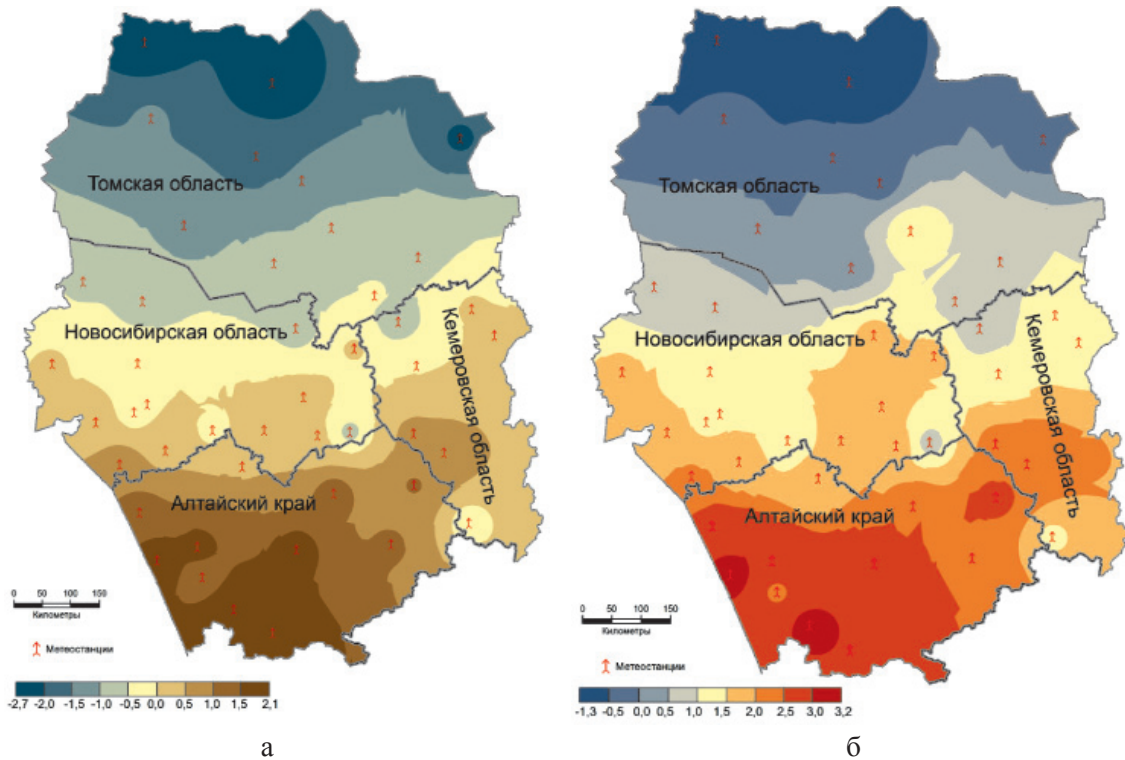 Томская область
Новосибирская область
Кемеровская область
Алтайский край
0 50 100 150
Километры
Метеостанции
-2,7 -2,0 -1,5 -1,0 -0,5 0,0 0,5 1,0 1,5 2,1
а
Томская область
Новосибирская область
Кемеровская область
Алтайский край
0 50 100 150
Километры
Метеостанции
-1,3 -0,5 0,0 0,5 1,0 1,5 2,0 2,5 3,0 3,2
б